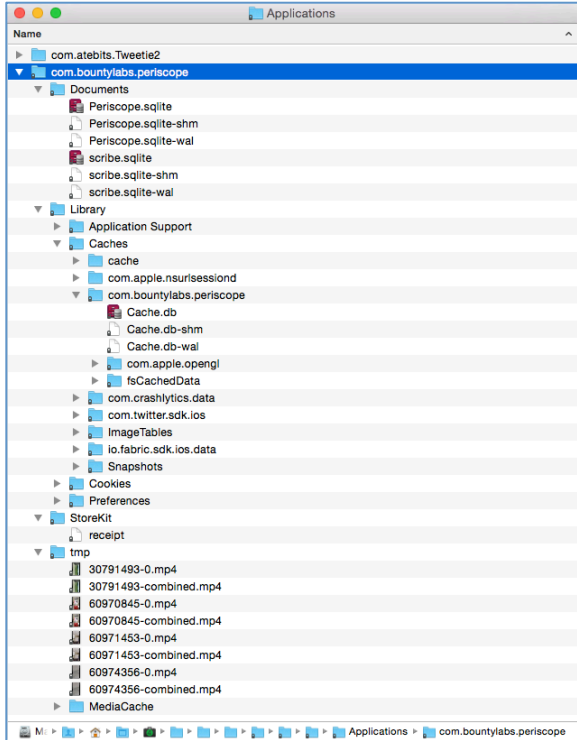 Applications
Name
com.atebits.Tweetie2
com.bountylabs.periscope
Documents
Periscope.sqlite
Periscope.sqlite-shm
Periscope.sqlite-wal
scribe.sqlite
scribe.sqlite-shm
scribe.sqlite-wal
Library
Application Support
Caches
cache
com.apple.nsurlsessiond
com.bountylabs.periscope
Cache.db
Cache.db-shm
Cache.db-wal
com.apple.opengl
fsCachedData
com.crashlytics.data
com.twitter.sdk.ios
ImageTables
io.fabric.sdk.ios.data
Snapshots
Cookies
Preferences
StoreKit
receipt
tmp
30791493-0.mp4
30791493-combined.mp4
60970845-0.mp4
60970845-combined.mp4
60971453-0.mp4
60971453-combined.mp4
60974356-0.mp4
60974356-combined.mp4
MediaCache
Applications com.bountylabs.periscope